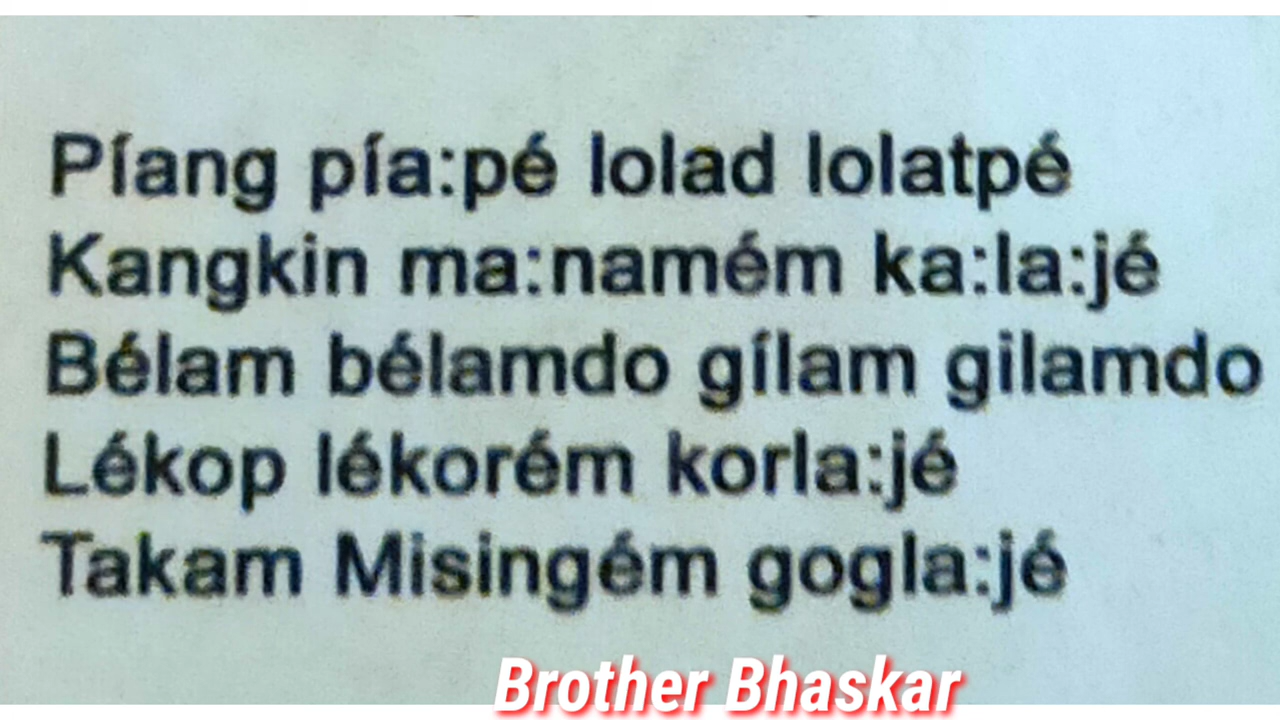 Píang pía:pé lolad lolatpé
Kangkin ma:namém ka:la:jé
Bélam bélamdo gílam gilamdo
Lékop lékorém korla:jé
Takam Misingém gogla:jé
Brother Bhaskar